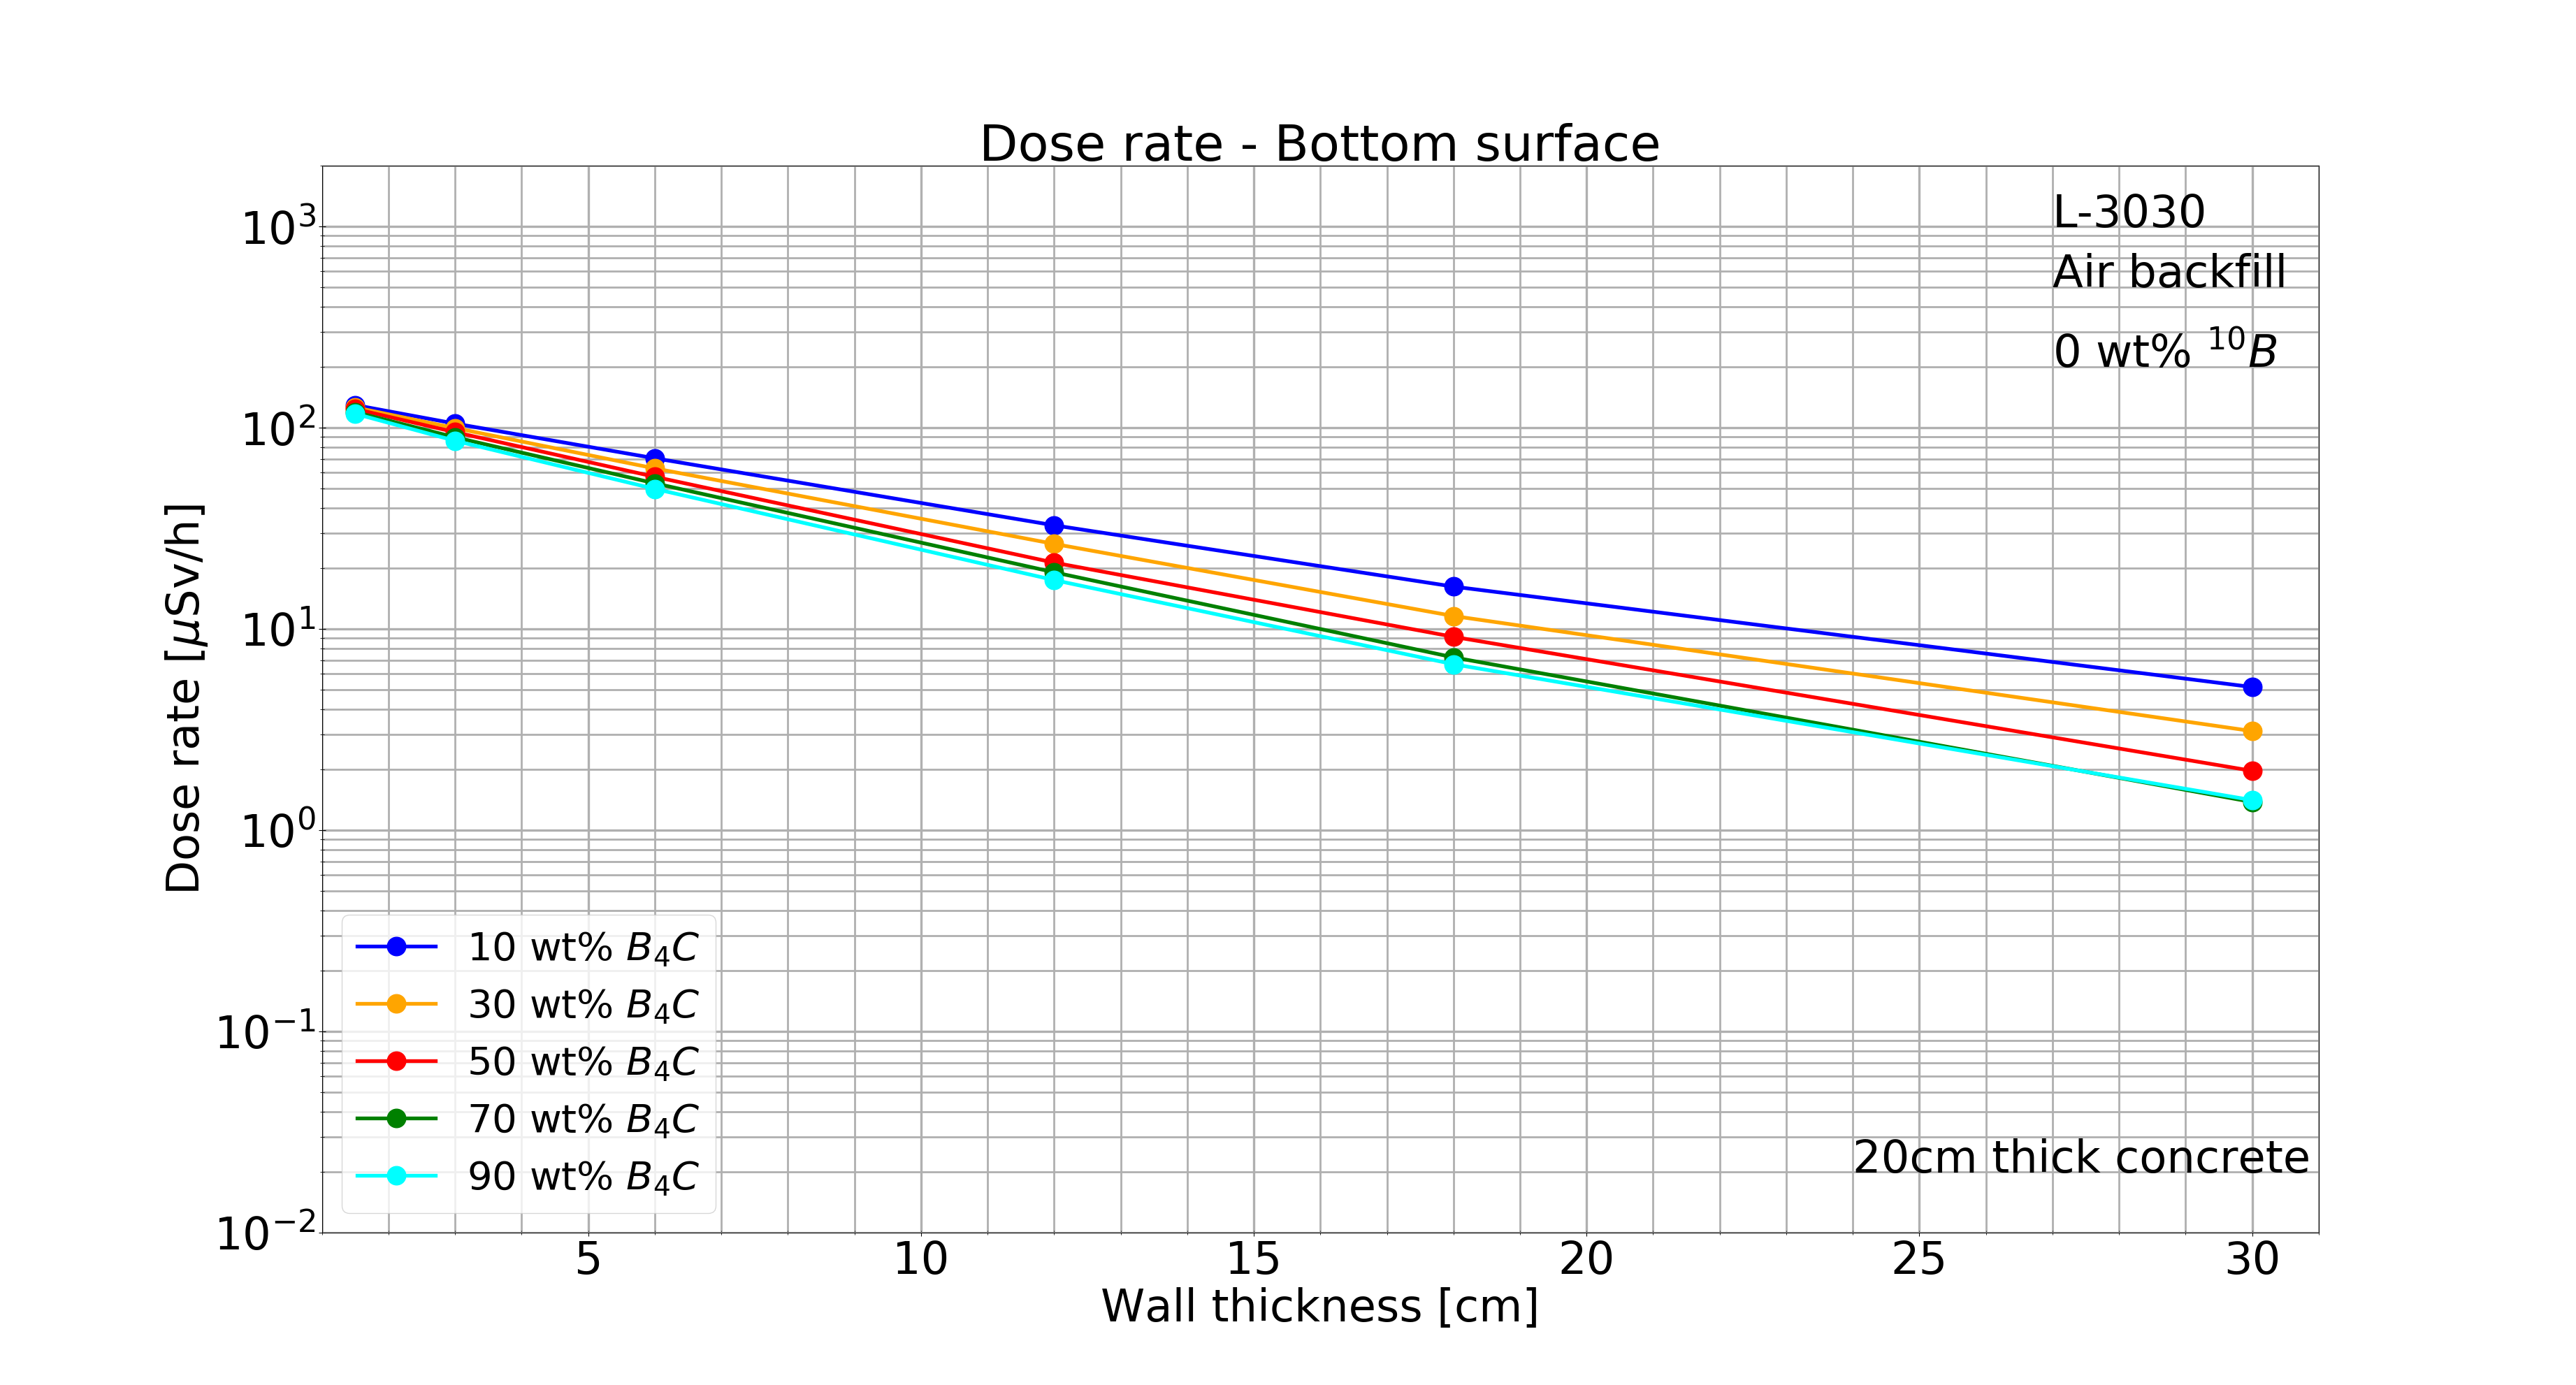 Dose rate - Bottom surface
L-3030
Air backfill
0 wt% ¹⁰B
10³
10²
10¹
10⁰
10⁻¹
10⁻²
Dose rate [μSv/h]
10 wt% B₄C
30 wt% B₄C
50 wt% B₄C
70 wt% B₄C
90 wt% B₄C
20cm thick concrete
5 10 15 20 25 30
Wall thickness [cm]